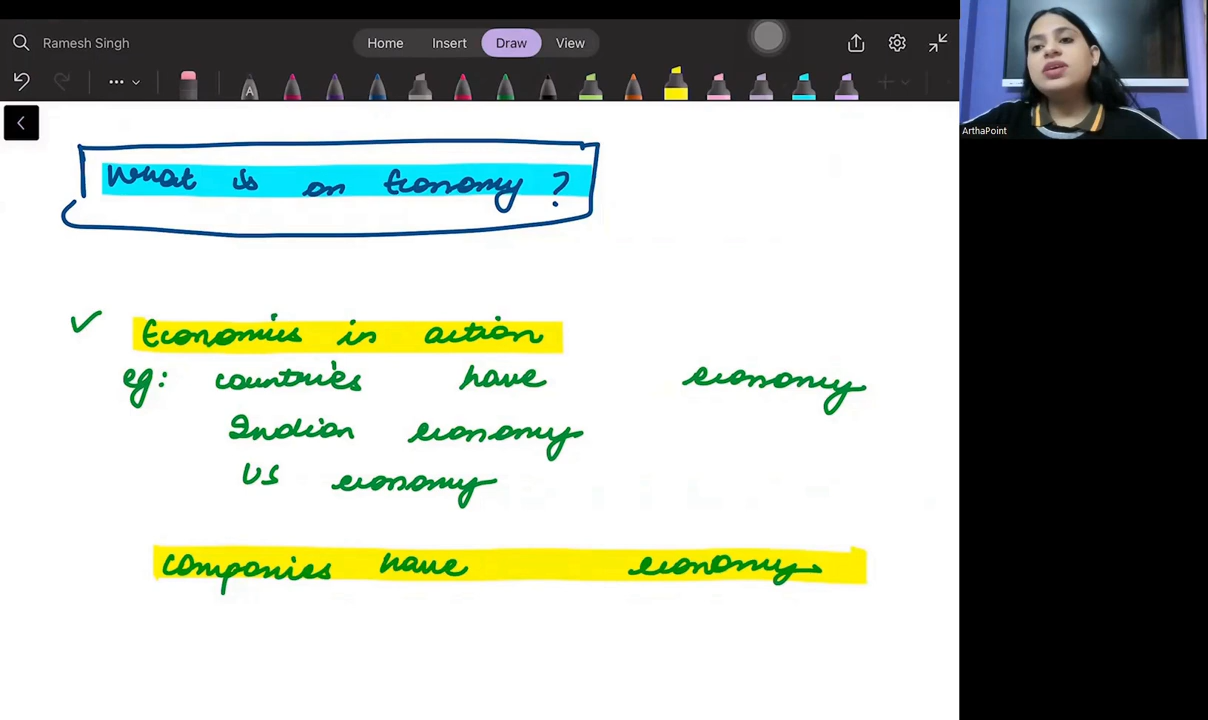 Ramesh Singh
Home Insert Draw View
A
ArthaPoint
What is an Economy?
Economics in action
eg: countries have economy
Indian economy
US economy
companies have economy